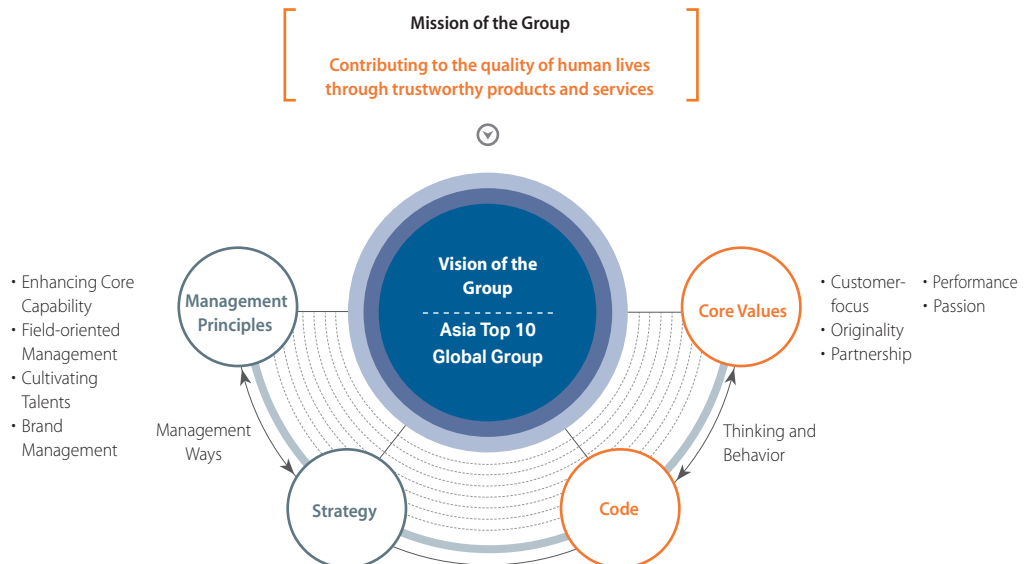 Mission of the Group
Contributing to the quality of human lives
through trustworthy products and services
Vision of the
Group
Asia Top 10
Global Group
Management
Principles
• Enhancing Core
Capability
• Field-oriented
Management
• Cultivating
Talents
• Brand
Management
Core Values
• Customer-
focus
• Originality
• Partnership
• Performance
• Passion
Management
Ways
Thinking and
Behavior
Strategy
Code